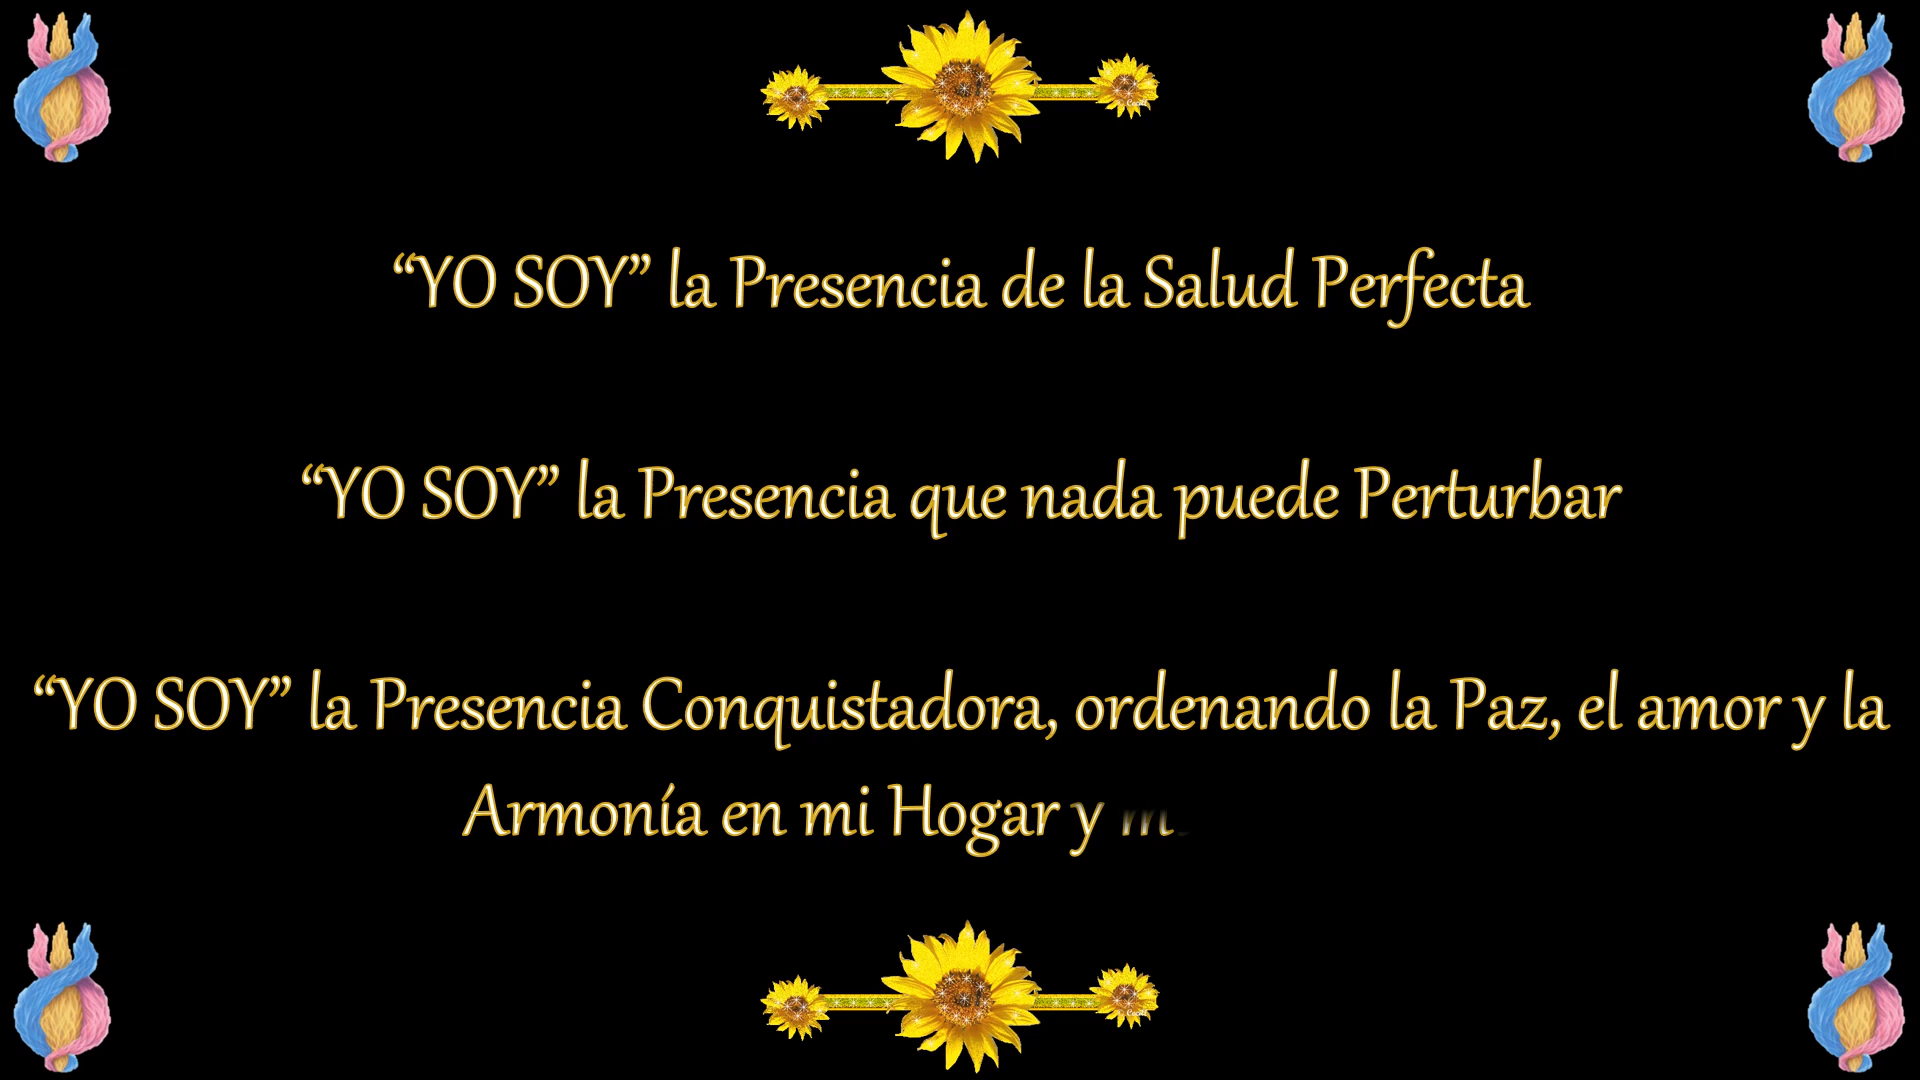 “YO SOY” la Presencia de la Salud Perfecta
“YO SOY” la Presencia que nada puede Perturbar
“YO SOY” la Presencia Conquistadora, ordenando la Paz, el amor y la
Armonía en mi Hogar y